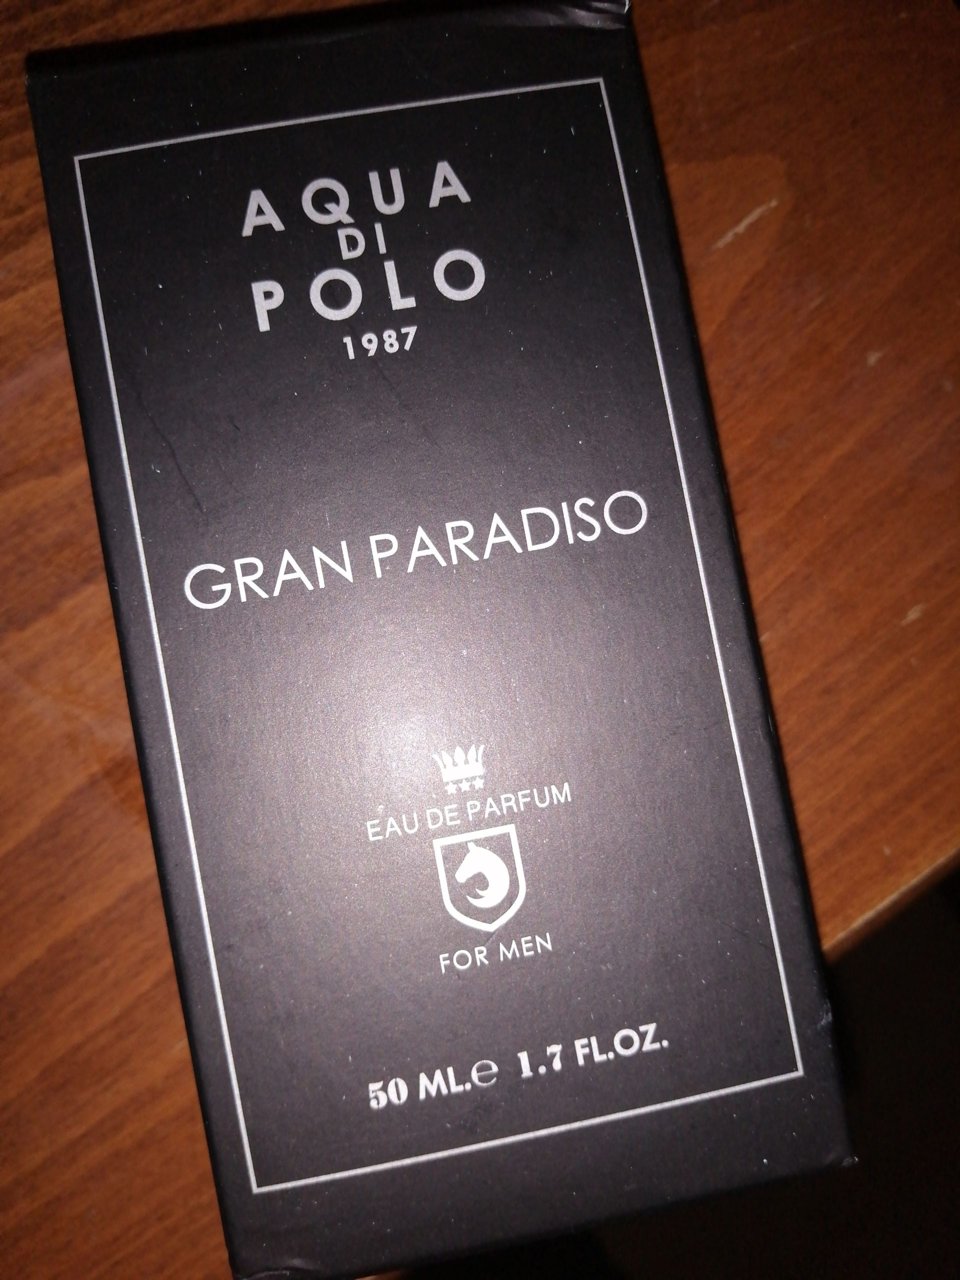 AQUA
DI
POLO
1987
GRAN PARADISO
EAU DE PARFUM
FOR MEN
50 ML.e 1.7 FL.OZ.